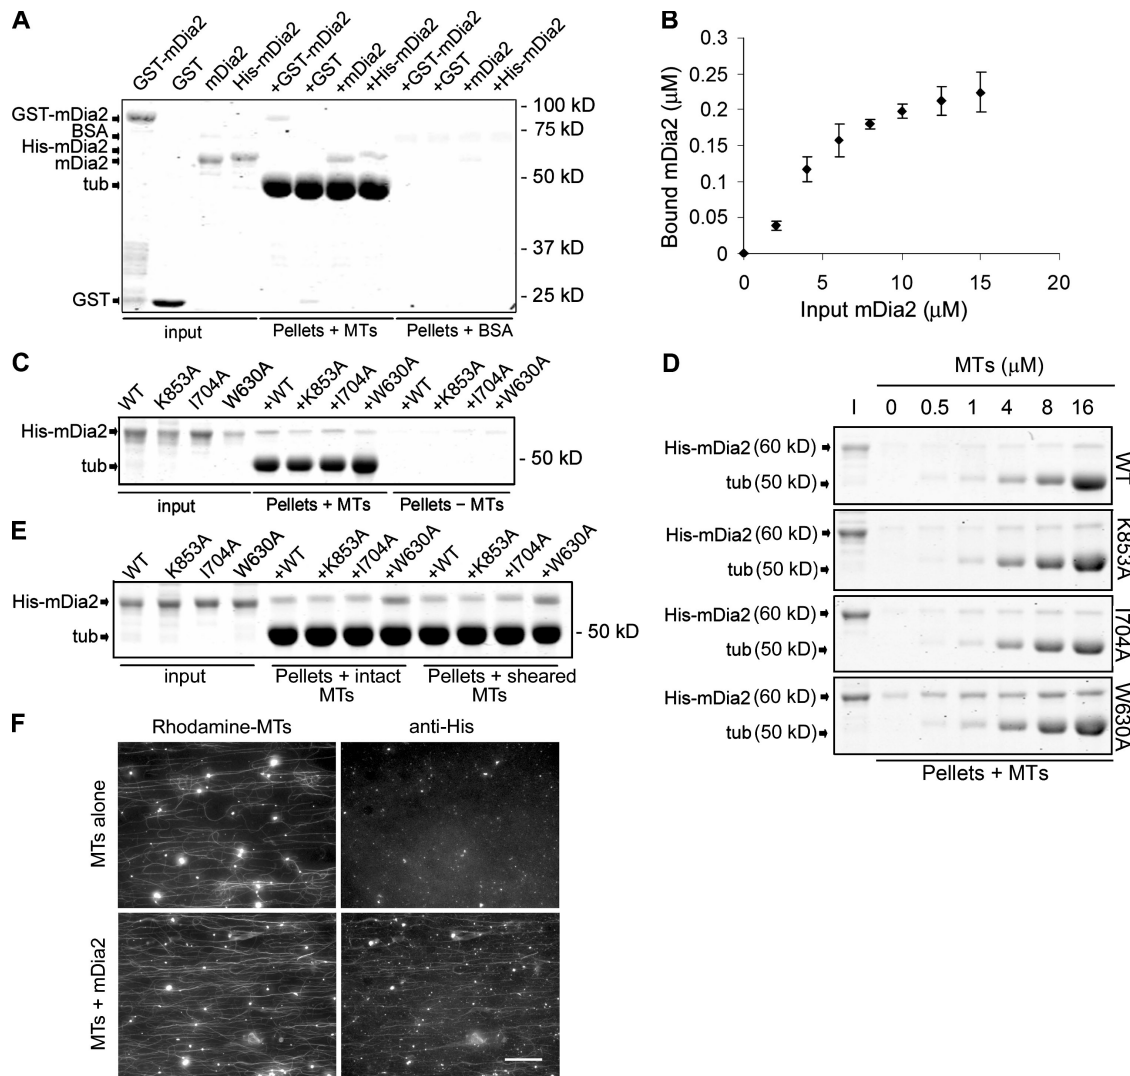 A
GST-mDia2
GST
mDia2
His-mDia2
+GST-mDia2
+GST
+mDia2
+His-mDia2
+GST-mDia2
+GST
+mDia2
+His-mDia2
GST-mDia2
BSA
His-mDia2
mDia2
tub
GST
- 100 kD
- 75 kD
- 50 kD
- 37 kD
- 25 kD
input
Pellets + MTs
Pellets + BSA
B
Bound mDia2 (μM)
0.3
0.25
0.2
0.15
0.1
0.05
0
0
5
10
15
20
Input mDia2 (μM)
C
WT
K853A
I704A
W630A
+WT
+K853A
+I704A
+W630A
+WT
+K853A
+I704A
+W630A
His-mDia2
tub
- 50 kD
input
Pellets + MTs
Pellets – MTs
D
MTs (μM)
I 0 0.5 1 4 8 16
His-mDia2 (60 kD)
tub (50 kD)
WT
His-mDia2 (60 kD)
tub (50 kD)
K853A
His-mDia2 (60 kD)
tub (50 kD)
I704A
His-mDia2 (60 kD)
tub (50 kD)
W630A
Pellets + MTs
E
WT
K853A
I704A
W630A
+WT
+K853A
+I704A
+W630A
+WT
+K853A
+I704A
+W630A
His-mDia2
tub
- 50 kD
input
Pellets + intact
MTs
Pellets + sheared
MTs
F
Rhodamine-MTs
anti-His
MTs alone
MTs + mDia2